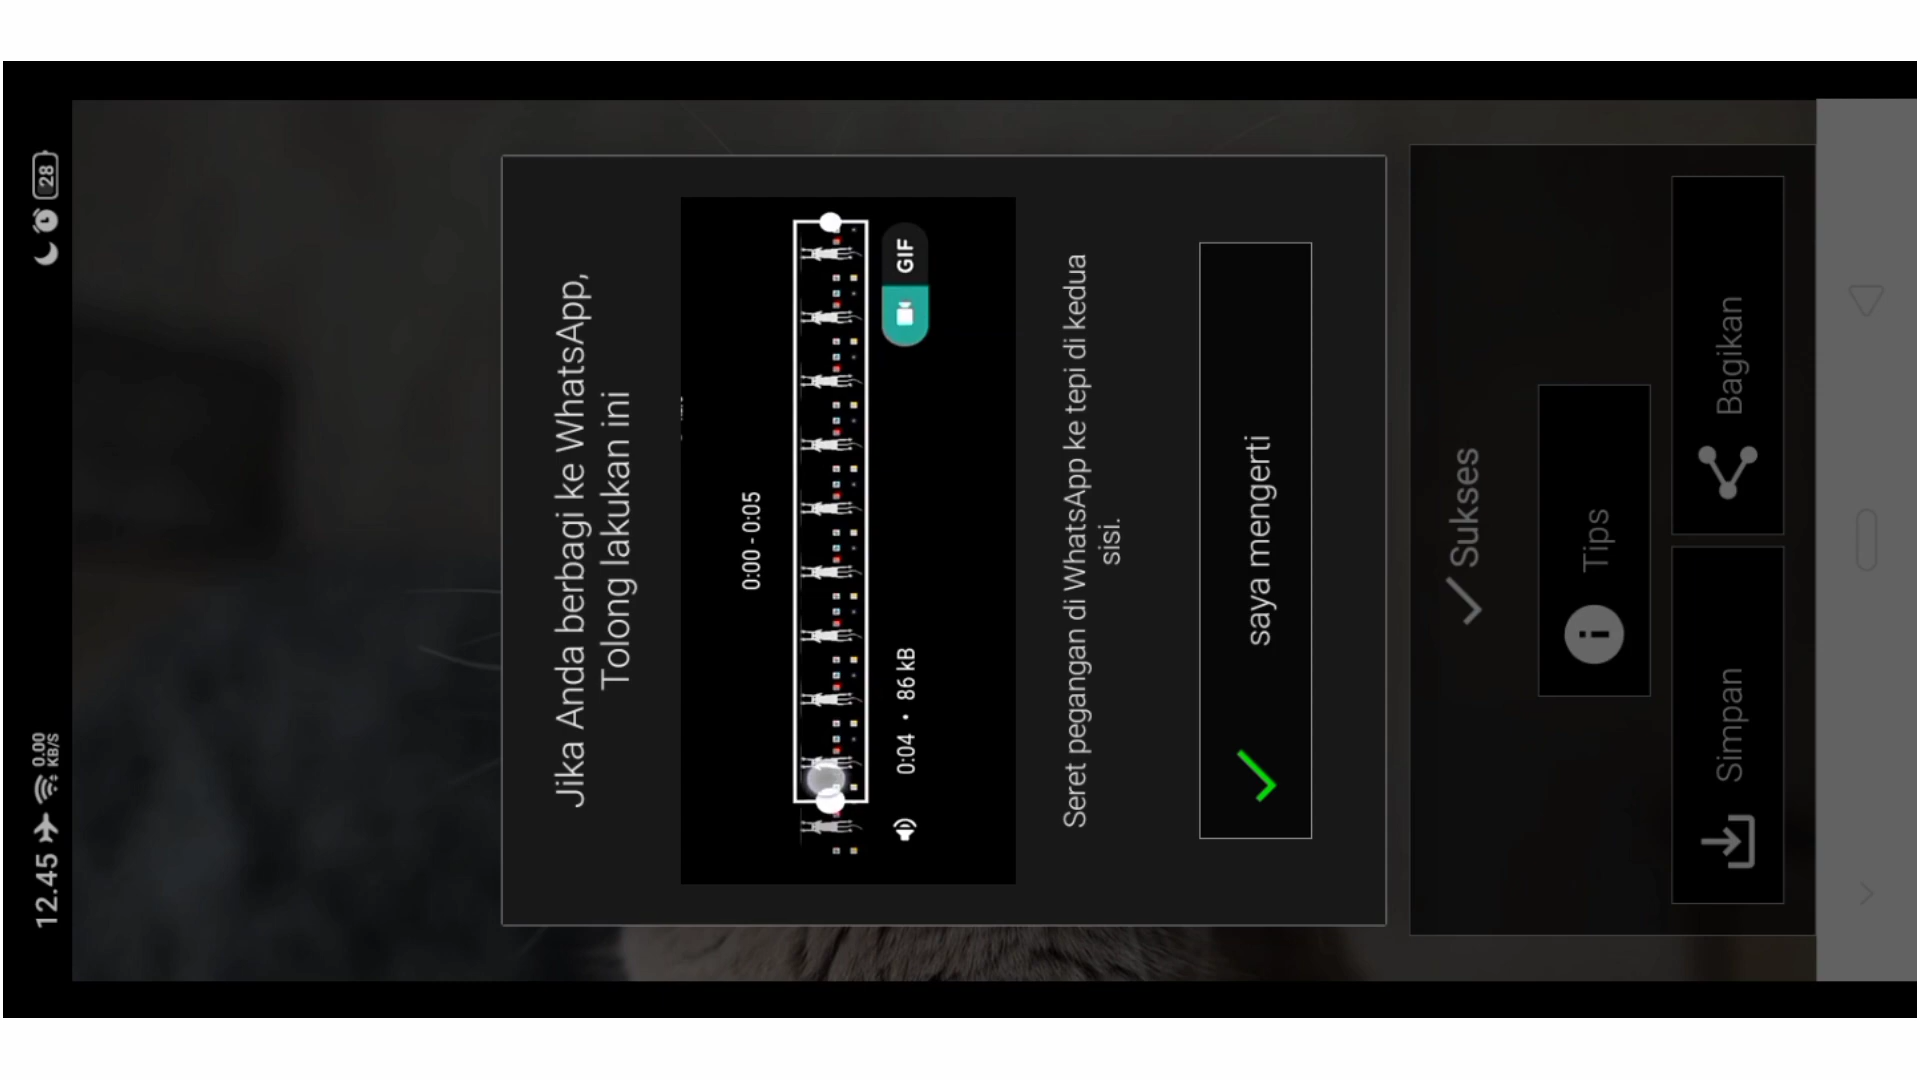 12.45
0.00
KB/S
28
Jika Anda berbagi ke WhatsApp,
Tolong lakukan ini
0:00 - 0:05
0:04 • 86 kB
GIF
Seret pegangan di WhatsApp ke tepi di kedua
sisi.
saya mengerti
Sukses
Tips
Simpan
Bagikan